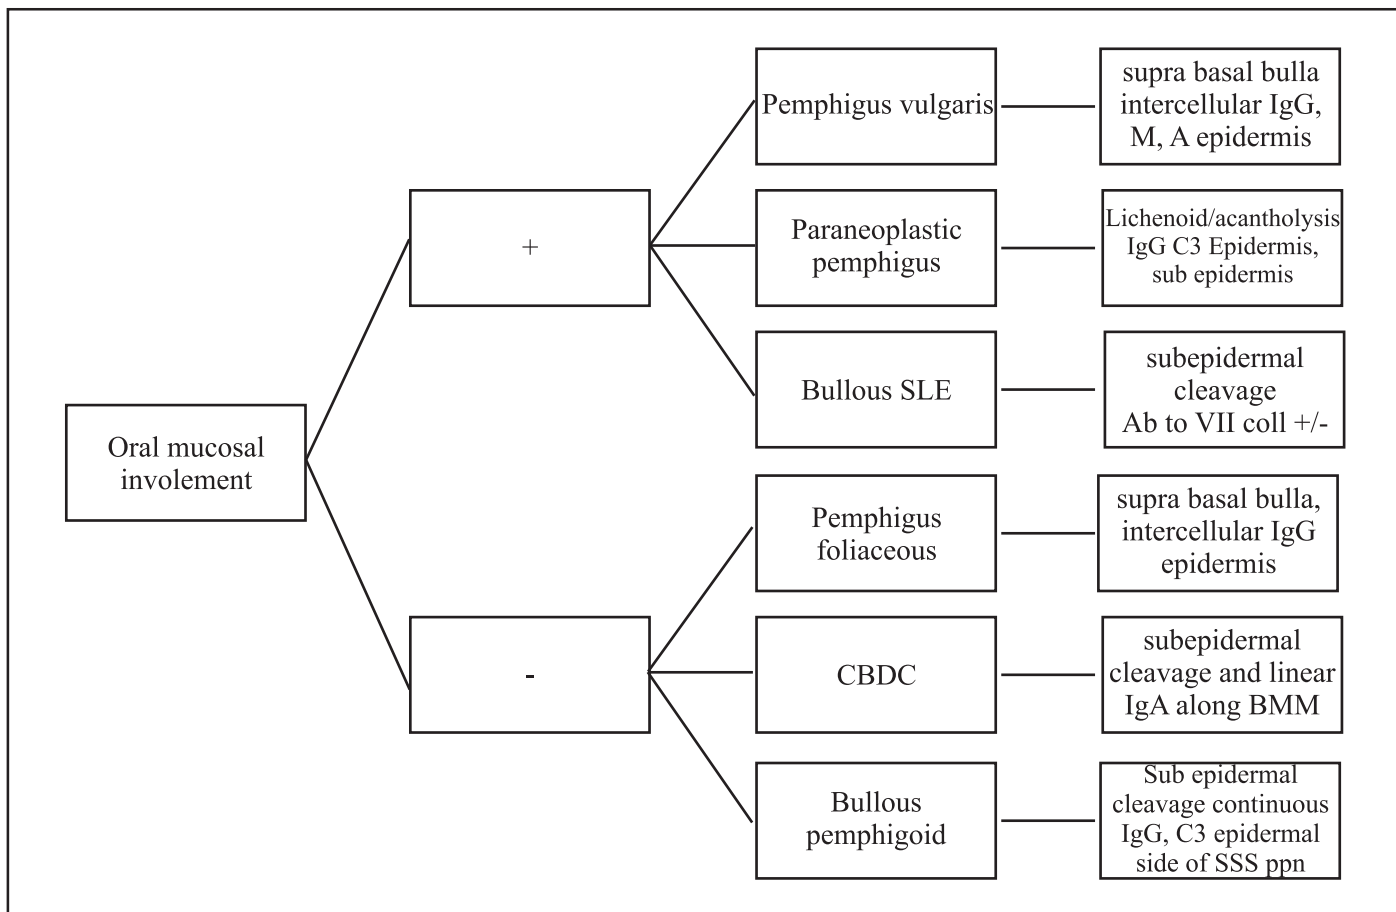 Oral mucosal
involement
+
-
Pemphigus vulgaris
supra basal bulla
intercellular IgG,
M, A epidermis
Paraneoplastic
pemphigus
Lichenoid/acantholysis
IgG C3 Epidermis,
sub epidermis
Bullous SLE
subepidermal
cleavage
Ab to VII coll +/-
Pemphigus
foliaceous
supra basal bulla,
intercellular IgG
epidermis
CBDC
subepidermal
cleavage and linear
IgA along BMM
Bullous
pemphigoid
Sub epidermal
cleavage continuous
IgG, C3 epidermal
side of SSS ppn